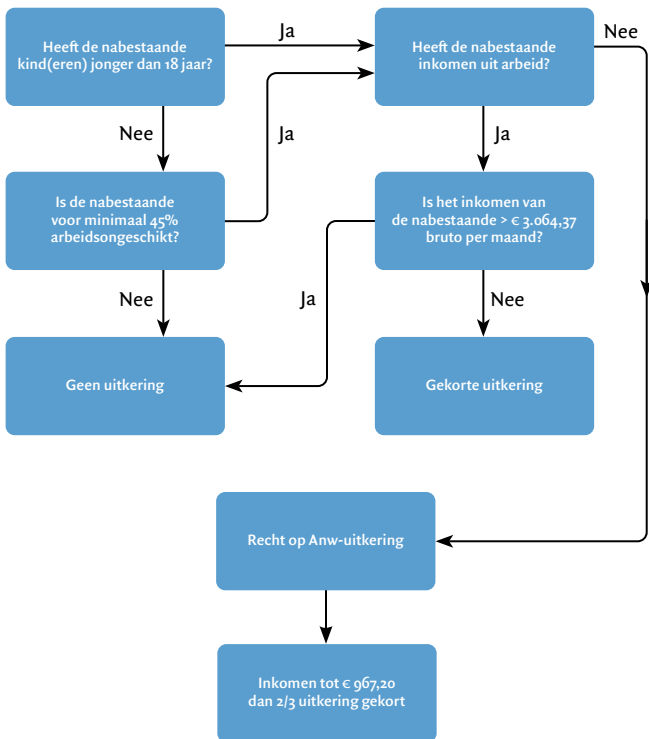 Heeft de nabestaande
kind(eren) jonger dan 18 jaar?
Ja
Heeft de nabestaande
inkomen uit arbeid?
Nee
Nee
Ja
Ja
Is de nabestaande
voor minimaal 45%
arbeidsongeschikt?
Is het inkomen van
de nabestaande > € 3.064,37
bruto per maand?
Nee
Ja
Nee
Geen uitkering
Gekorte uitkering
Recht op Anw-uitkering
Inkomen tot € 967,20
dan 2/3 uitkering gekort